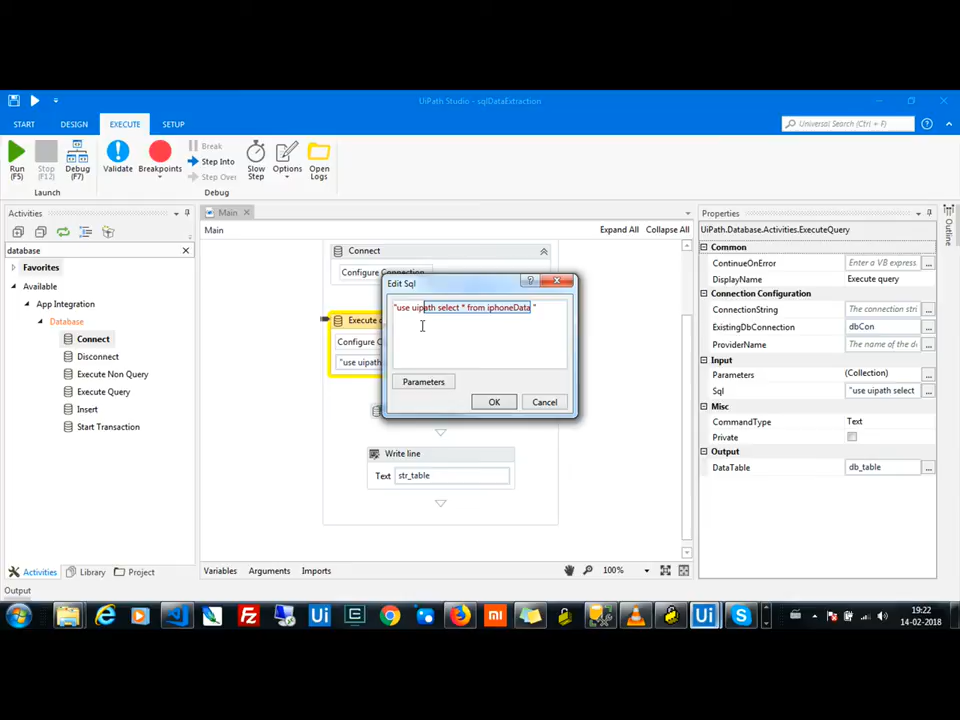 UiPath Studio - sqlDataExtraction
START DESIGN EXECUTE SETUP
Universal Search (Ctrl + F)
Run
(F5)
Stop
(F12)
Debug
(F7)
Launch
Validate
Breakpoints
Break
Step Into
Step Over
Slow
Step
Options
Open
Logs
Debug
Activities
database
Favorites
Available
App Integration
Database
Connect
Disconnect
Execute Non Query
Execute Query
Insert
Start Transaction
Activities Library Project
Output
Main
Main
Expand All Collapse All
Connect
Configure Connection
Execute
Configure C
"use uipath
Edit Sql
"use uipath select * from iphoneData "
Parameters
OK Cancel
Write line
Text str_table
Variables Arguments Imports
100%
Properties
UiPath.Database.Activities.ExecuteQuery
Common
ContinueOnError Enter a VB express
DisplayName Execute query
Connection Configuration
ConnectionString The connection string
ExistingDbConnection dbCon
ProviderName The name of the d
Input
Parameters (Collection)
Sql "use uipath select
Misc
CommandType Text
Private
Output
DataTable db_table
Outline
19:22
14-02-2018